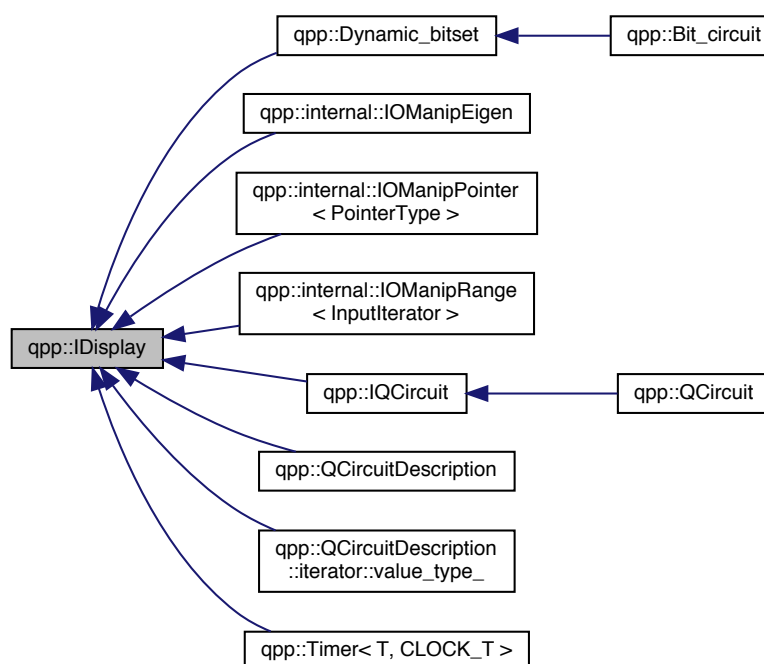 qpp::Dynamic_bitset
qpp::Bit_circuit
qpp::internal::IOManipEigen
qpp::internal::IOManipPointer
< PointerType >
qpp::internal::IOManipRange
< InputIterator >
qpp::IDisplay
qpp::IQCircuit
qpp::QCircuit
qpp::QCircuitDescription
qpp::QCircuitDescription
::iterator::value_type_
qpp::Timer< T, CLOCK_T >